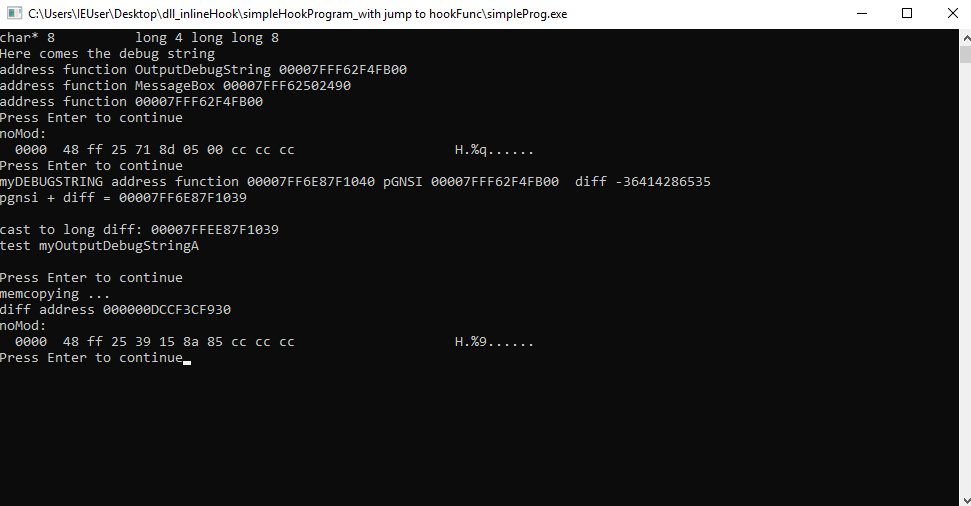 C:\Users\IEUser\Desktop\dll_inlineHook\simpleHookProgram_with jump to hookFunc\simpleProg.exe
char* 8          long 4 long long 8
Here comes the debug string
address function OutputDebugString 00007FFF62F4FB00
address function MessageBox 00007FFF62502490
address function 00007FFF62F4FB00
Press Enter to continue
noMod:
  0000  48 ff 25 71 8d 05 00 cc cc cc                    H.%q......
Press Enter to continue
myDEBUGSTRING address function 00007FF6E87F1040 pGNSI 00007FFF62F4FB00  diff -36414286535
pgnsi + diff = 00007FF6E87F1039

cast to long diff: 00007FFEE87F1039
test myOutputDebugStringA

Press Enter to continue
memcopying ...
diff address 000000DCCF3CF930
noMod:
  0000  48 ff 25 39 15 8a 85 cc cc cc                    H.%9......
Press Enter to continue